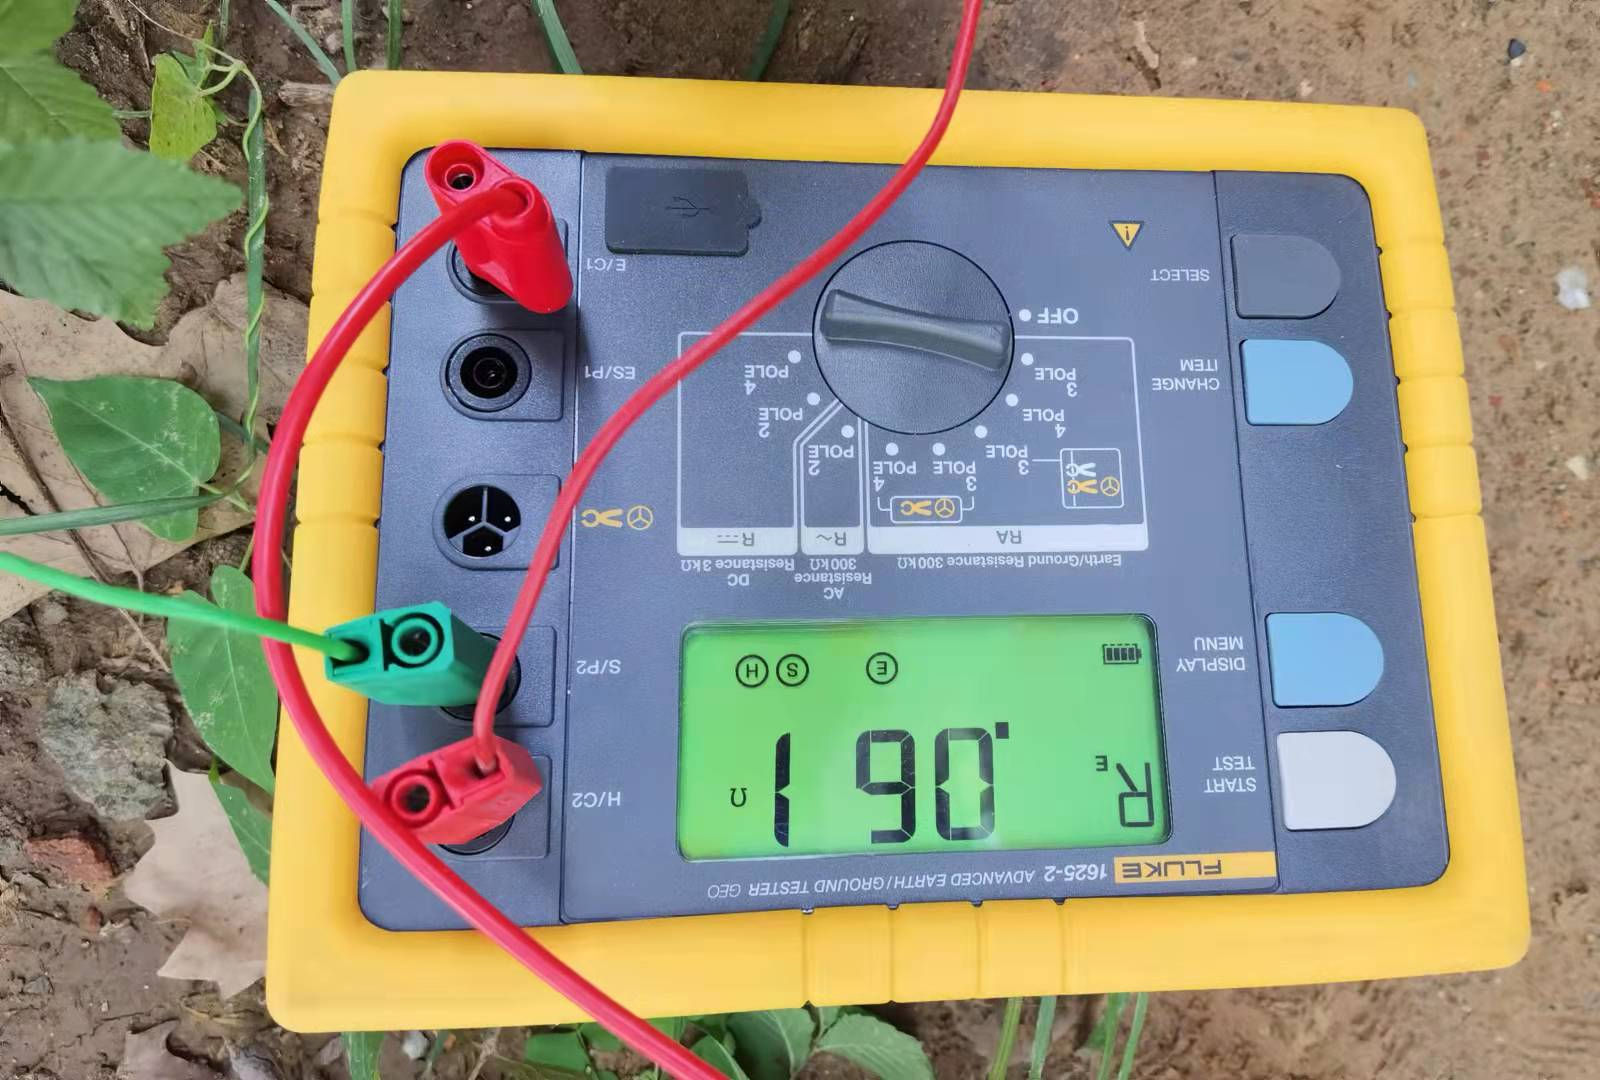 FLUKE 1625-2 ADVANCED EARTH/GROUND TESTER GEO
START
TEST
RE .061 Ω
H/C2
DISPLAY
MENU
E S H
S/P2
Earth/Ground Resistance 300kΩ
AC
Resistance
300kΩ
DC
Resistance 3kΩ
RA
R~
R⎓
3
POLE
4
POLE
3
POLE
3
POLE
4
POLE
2
POLE
2
POLE
4
POLE
OFF
CHANGE
ITEM
ES/P1
SELECT
E/C1